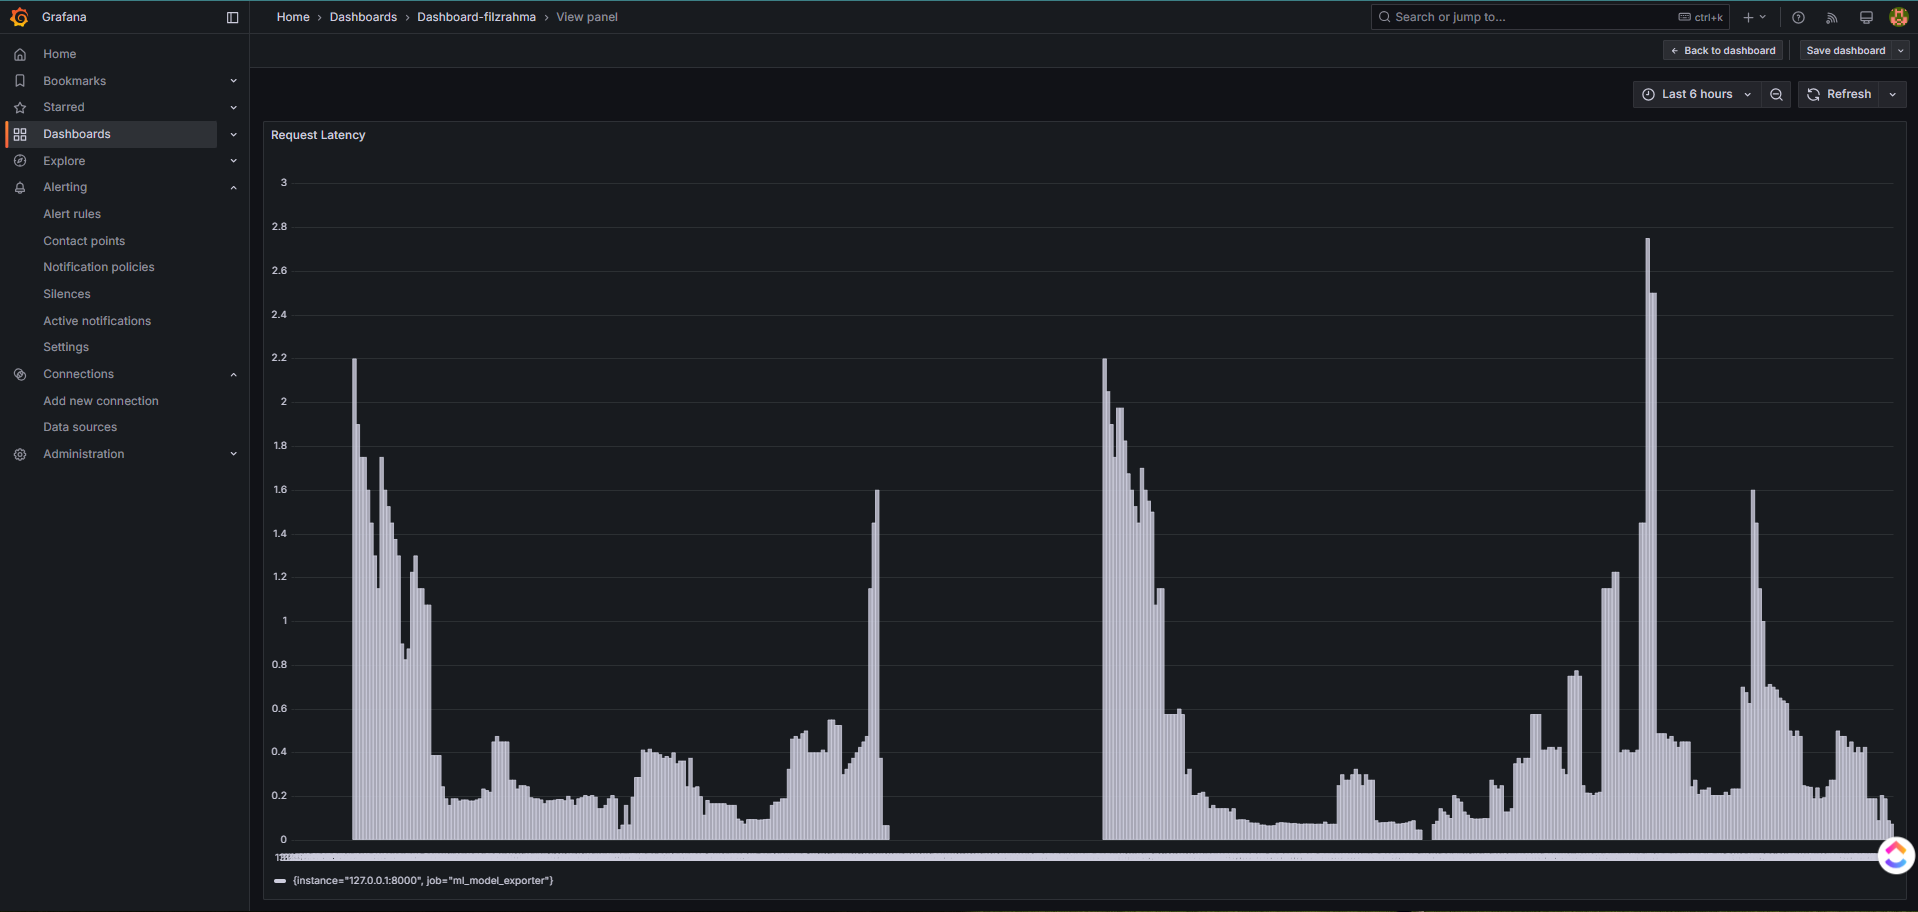 Grafana
Home › Dashboards › Dashboard-filzrahma › View panel
Search or jump to...
ctrl+k
Home
Bookmarks
Starred
Dashboards
Explore
Alerting
Alert rules
Contact points
Notification policies
Silences
Active notifications
Settings
Connections
Add new connection
Data sources
Administration
Back to dashboard
Save dashboard
Last 6 hours
Refresh
Request Latency
3
2.8
2.6
2.4
2.2
2
1.8
1.6
1.4
1.2
1
0.8
0.6
0.4
0.2
0
{instance="127.0.0.1:8000", job="ml_model_exporter"}